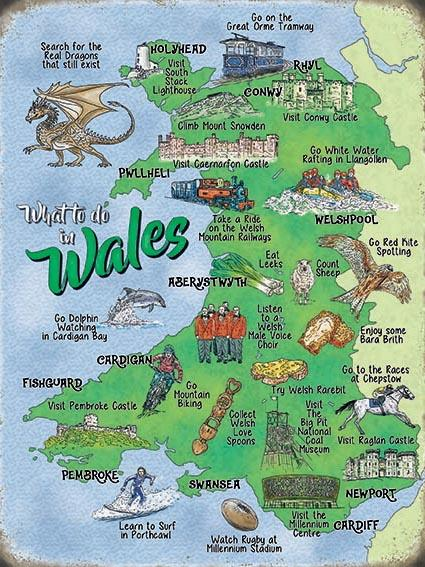 Go on the
Great Orme Tramway
Search for the
Real Dragons
that still exist
HOLYHEAD
Visit
South
Stack
Lighthouse
RHYL
CONWY
Visit Conwy Castle
Climb Mount Snowden
Visit Caernarfon Castle
Go White Water
Rafting in Llangollen
PWLLHELI
WELSHPOOL
Take a Ride
on the Welsh
Mountain Railways
What to do
in
Wales
Go Red Kite
Spotting
Eat
Leeks
Count
Sheep
ABERYSTWYTH
Go Dolphin
Watching
in Cardigan Bay
Listen
to a
Welsh
Male Voice
Choir
Enjoy some
Bara Brith
CARDIGAN
Go to the Races
at Chepstow
FISHGUARD
Go
Mountain
Biking
Try Welsh Rarebit
Visit Pembroke Castle
Collect
Welsh
Love
Spoons
Visit
The
Big Pit
National
Coal
Museum
Visit Raglan Castle
PEMBROKE
SWANSEA
NEWPORT
Learn to Surf
in Porthcawl
Visit the
Millennium
Centre
CARDIFF
Watch Rugby at
Millennium Stadium